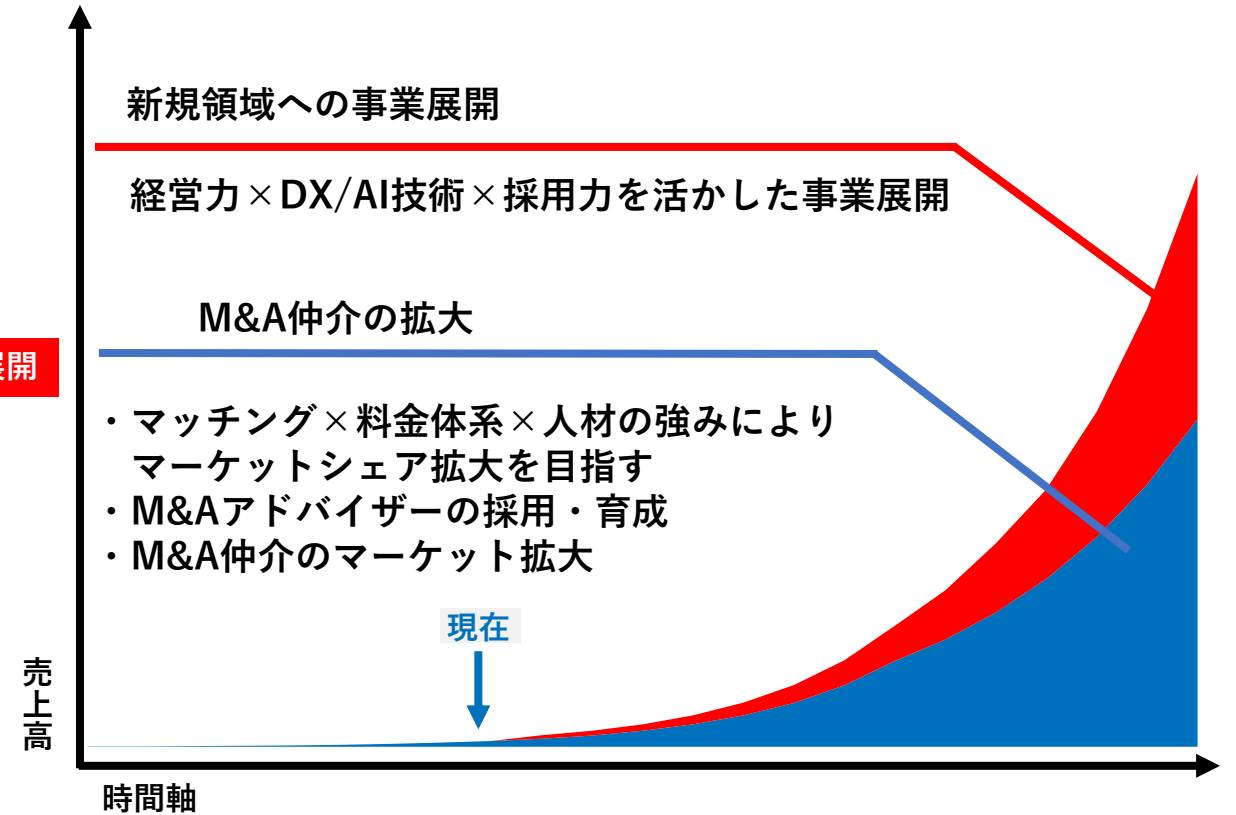 新規領域への事業展開
経営力×DX/AI技術×採用力を活かした事業展開
M&A仲介の拡大
展開
・マッチング×料金体系×人材の強みにより
マーケットシェア拡大を目指す
・M&Aアドバイザーの採用・育成
・M&A仲介のマーケット拡大
現在
売上高
時間軸